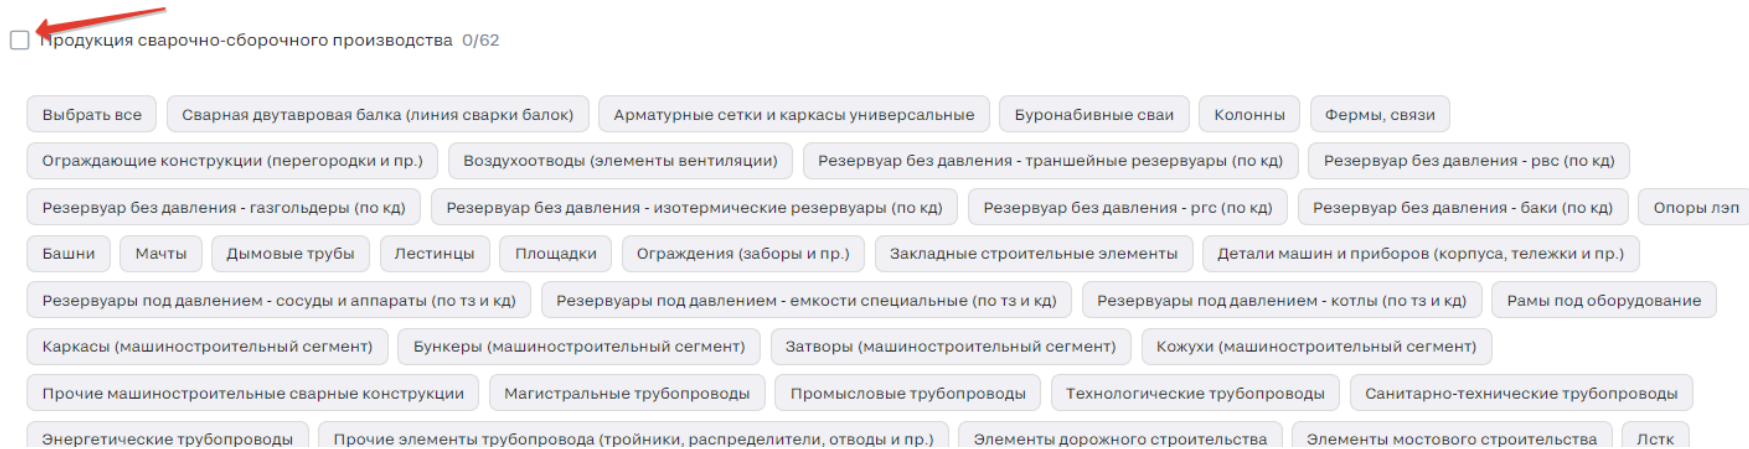 Продукция сварочно-сборочного производства 0/62
Выбрать все Сварная двутавровая балка (линия сварки балок) Арматурные сетки и каркасы универсальные Буронабивные сваи Колонны Фермы, связи
Ограждающие конструкции (перегородки и пр.) Воздухоотводы (элементы вентиляции) Резервуар без давления - траншейные резервуары (по кд) Резервуар без давления - рвс (по кд)
Резервуар без давления - газгольдеры (по кд) Резервуар без давления - изотермические резервуары (по кд) Резервуар без давления - ргс (по кд) Резервуар без давления - баки (по кд) Опоры лэп
Башни Мачты Дымовые трубы Лестинцы Площадки Ограждения (заборы и пр.) Закладные строительные элементы Детали машин и приборов (корпуса, тележки и пр.)
Резервуары под давлением - сосуды и аппараты (по тз и кд) Резервуары под давлением - емкости специальные (по тз и кд) Резервуары под давлением - котлы (по тз и кд) Рамы под оборудование
Каркасы (машиностроительный сегмент) Бункеры (машиностроительный сегмент) Затворы (машиностроительный сегмент) Кожухи (машиностроительный сегмент)
Прочие машиностроительные сварные конструкции Магистральные трубопроводы Промысловые трубопроводы Технологические трубопроводы Санитарно-технические трубопроводы
Энергетические трубопроводы Прочие элементы трубопровода (тройники, распределители, отводы и пр.) Элементы дорожного строительства Элементы мостового строительства Лстк